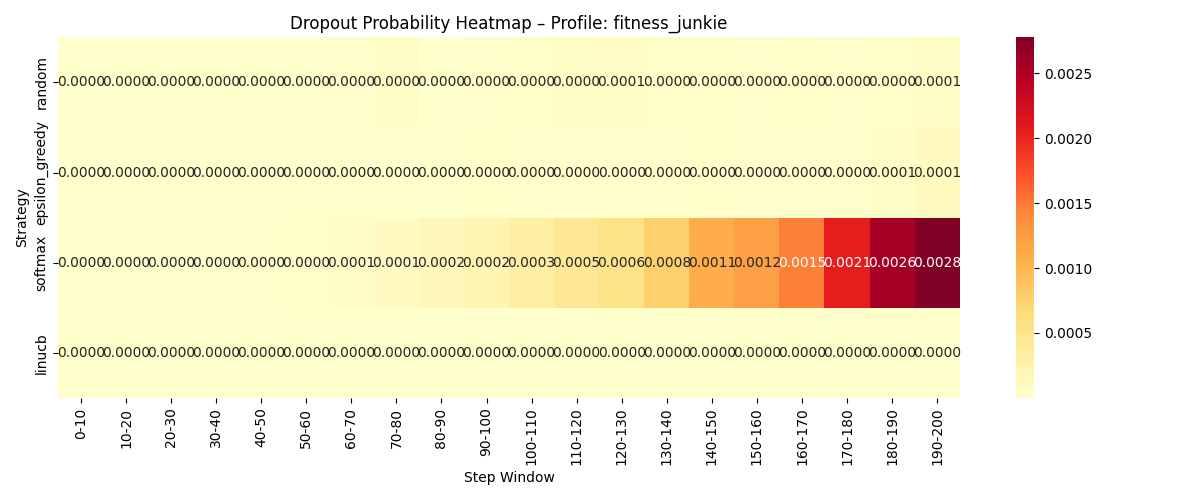 Dropout Probability Heatmap – Profile: fitness_junkie
Strategy
random
0.0000 0.0000 0.0000 0.0000 0.0000 0.0000 0.0000 0.0000 0.0000 0.0000 0.0000 0.0000 0.0001 0.0000 0.0000 0.0000 0.0000 0.0000 0.0000 0.0001
epsilon_greedy
0.0000 0.0000 0.0000 0.0000 0.0000 0.0000 0.0000 0.0000 0.0000 0.0000 0.0000 0.0000 0.0000 0.0000 0.0000 0.0000 0.0000 0.0000 0.0001 0.0001
softmax
0.0000 0.0000 0.0000 0.0000 0.0000 0.0000 0.0001 0.0001 0.0002 0.0002 0.0003 0.0005 0.0006 0.0008 0.0011 0.0012 0.0015 0.0021 0.0026 0.0028
linucb
0.0000 0.0000 0.0000 0.0000 0.0000 0.0000 0.0000 0.0000 0.0000 0.0000 0.0000 0.0000 0.0000 0.0000 0.0000 0.0000 0.0000 0.0000 0.0000 0.0000
0-10 10-20 20-30 30-40 40-50 50-60 60-70 70-80 80-90 90-100 100-110 110-120 120-130 130-140 140-150 150-160 160-170 170-180 180-190 190-200
Step Window
0.0025
0.0020
0.0015
0.0010
0.0005